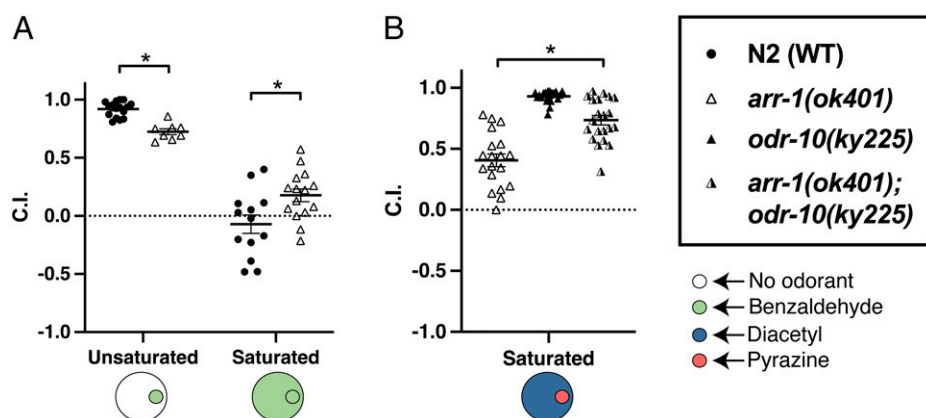 A
B
*
*
*
1.0
0.5
0.0
-0.5
-1.0
C.I.
Unsaturated
Saturated
1.0
0.5
0.0
-0.5
-1.0
C.I.
Saturated
N2 (WT)
arr-1(ok401)
odr-10(ky225)
arr-1(ok401);
odr-10(ky225)
No odorant
Benzaldehyde
Diacetyl
Pyrazine